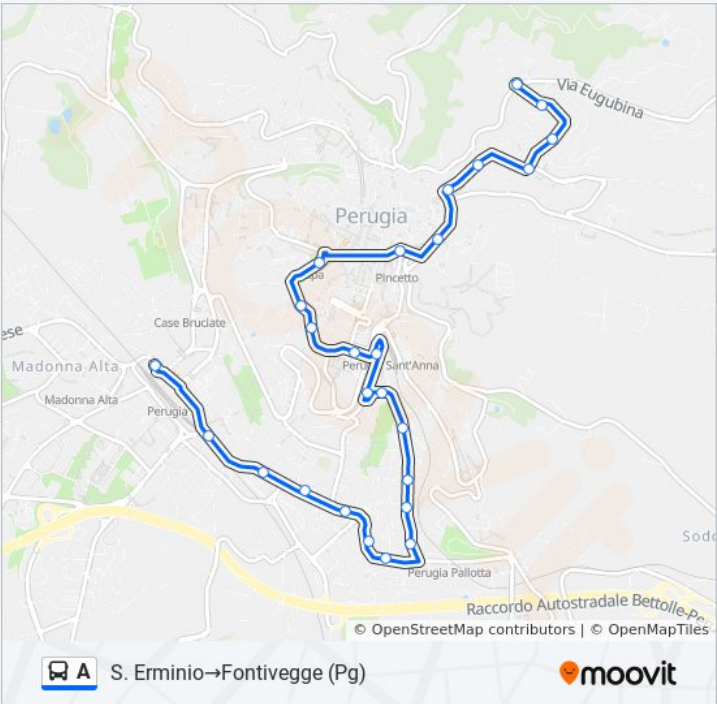 Via Eugubina
Perugia
Pincetto
Case Bruciate
ese
Madonna Alta
Sant'Anna
Madonna Alta
Perugia
Perugia Pallotta
Raccordo Autostradale Bettolle-Pe
© OpenStreetMap contributors | © OpenMapTiles
A S. Erminio→Fontivegge (Pg)
moovit